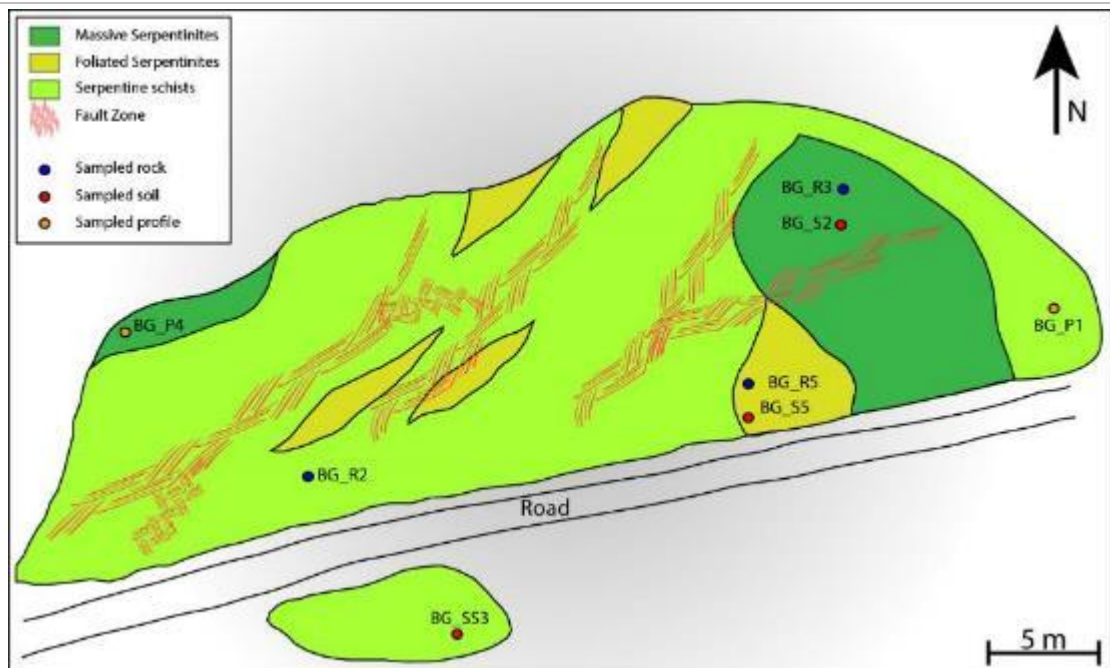 Massive Serpentinites
Foliated Serpentinites
Serpentine schists
Fault Zone
Sampled rock
Sampled soil
Sampled profile
N
BG_R3
BG_S2
BG_P4
BG_P1
BG_R5
BG_S5
BG_R2
Road
BG_SS3
5 m